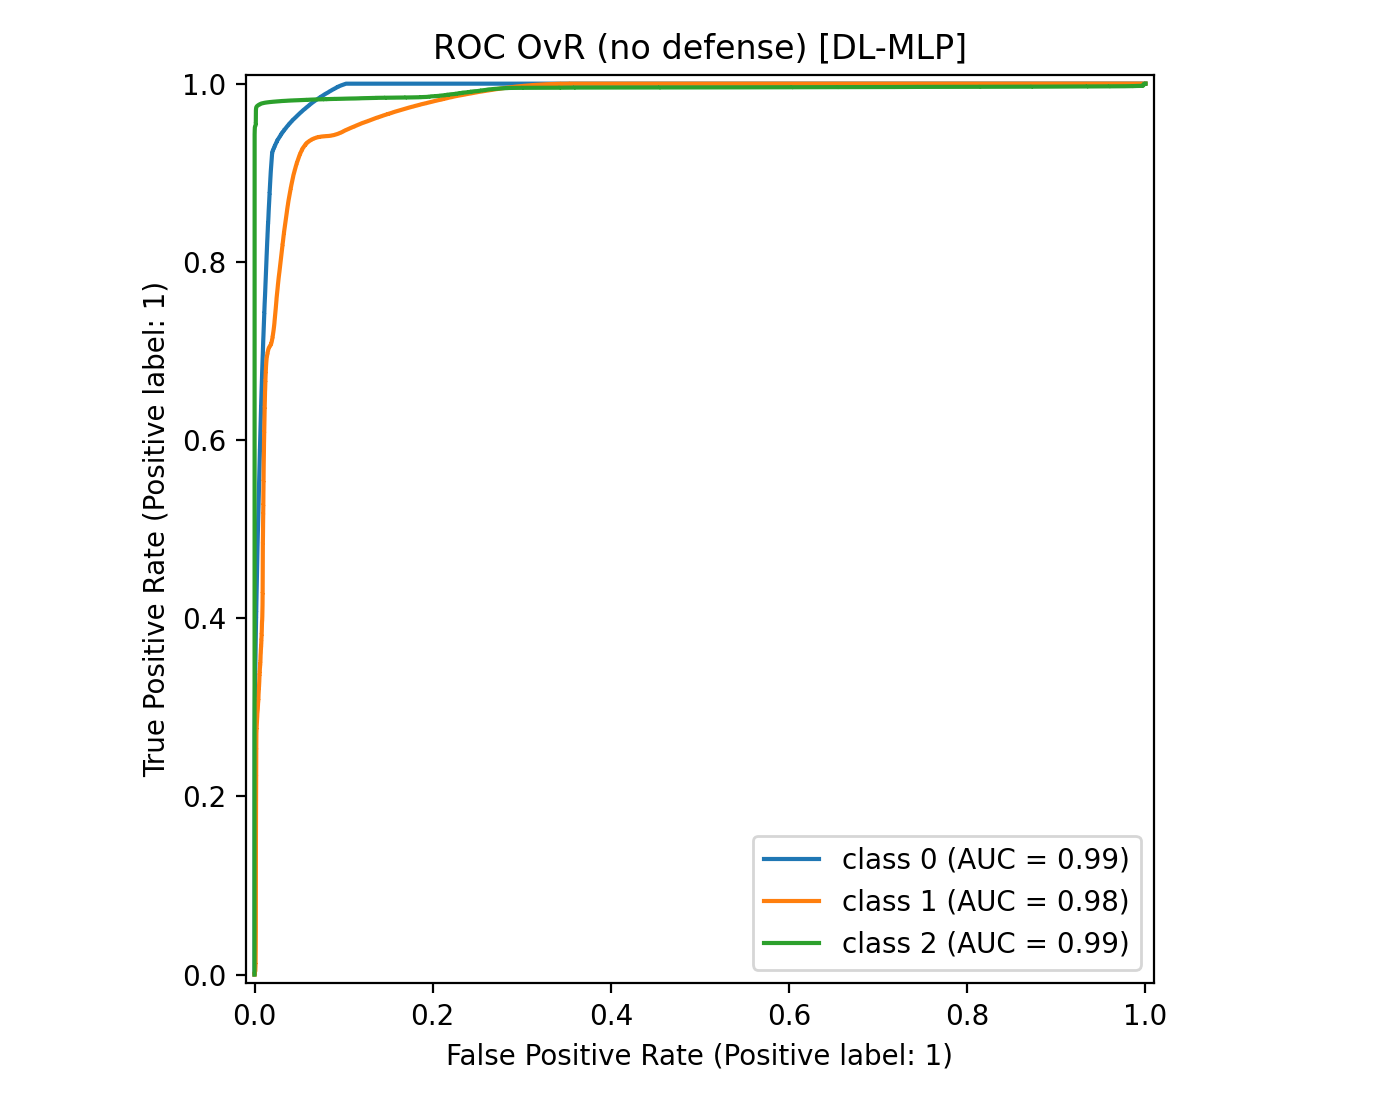 ROC OvR (no defense) [DL-MLP]
1.0
0.8
0.6
0.4
0.2
0.0
True Positive Rate (Positive label: 1)
class 0 (AUC = 0.99)
class 1 (AUC = 0.98)
class 2 (AUC = 0.99)
0.0 0.2 0.4 0.6 0.8 1.0
False Positive Rate (Positive label: 1)